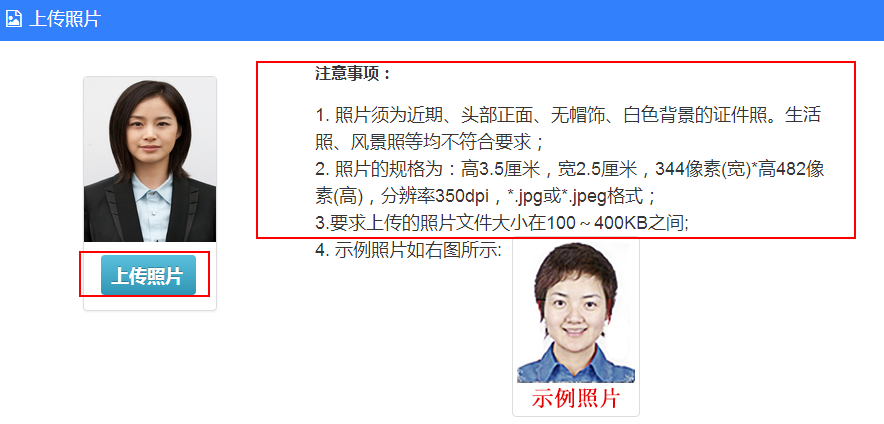 上传照片
注意事项：
1. 照片须为近期、头部正面、无帽饰、白色背景的证件照。生活
照、风景照等均不符合要求；
2. 照片的规格为：高3.5厘米，宽2.5厘米，344像素(宽)*高482像
素(高)，分辨率350dpi，*.jpg或*.jpeg格式；
3.要求上传的照片文件大小在100～400KB之间;
4. 示例照片如右图所示:
上传照片
示例照片